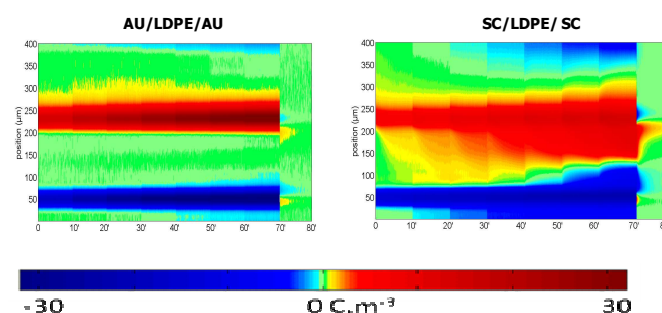 AU/LDPE/AU
SC/LDPE/ SC
400
350
300
250
200
150
100
50
position (µm)
0 10' 20' 30' 40' 50' 60' 70' 80'
400
350
300
250
200
150
100
50
position (µm)
0 10' 20' 30' 40' 50' 60' 70' 8
-30 0 C.m⁻³ 30